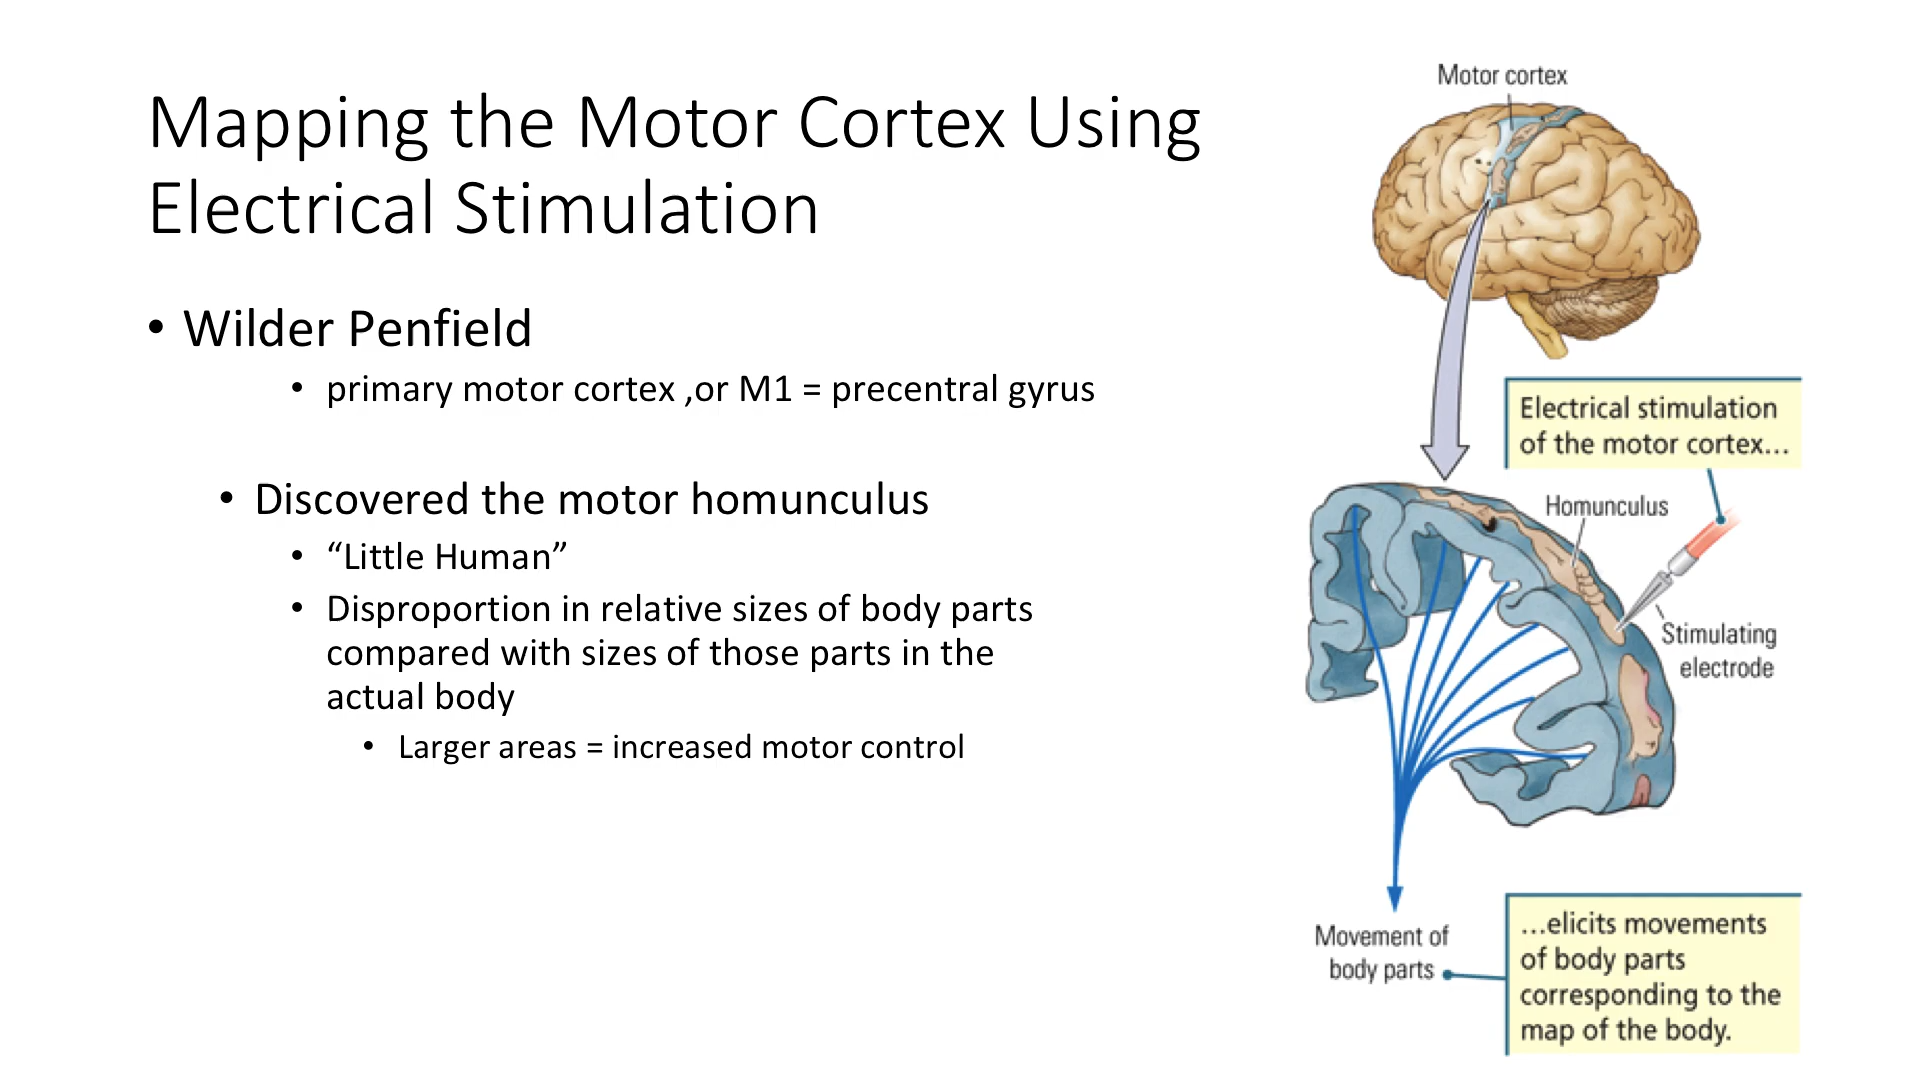 Mapping the Motor Cortex Using
Electrical Stimulation
• Wilder Penfield
• primary motor cortex ,or M1 = precentral gyrus
• Discovered the motor homunculus
• “Little Human”
• Disproportion in relative sizes of body parts
compared with sizes of those parts in the
actual body
• Larger areas = increased motor control
Motor cortex
Electrical stimulation
of the motor cortex...
Homunculus
Stimulating
electrode
Movement of
body parts
...elicits movements
of body parts
corresponding to the
map of the body.